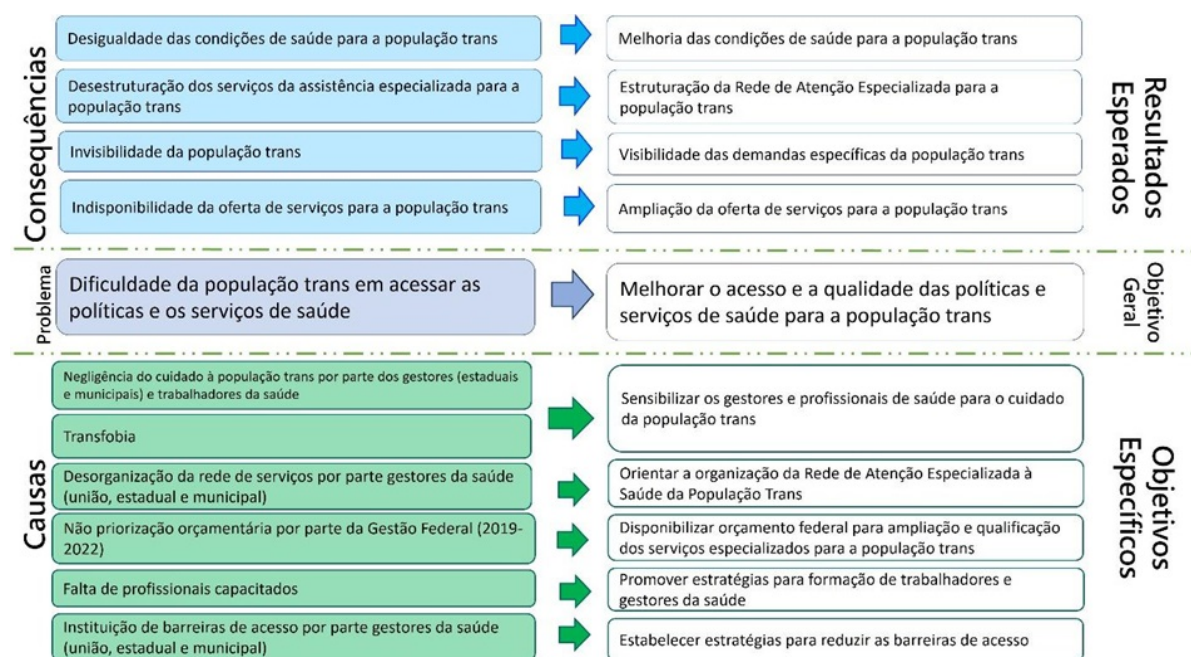 Consequências
Desigualdade das condições de saúde para a população trans
Melhoria das condições de saúde para a população trans
Desestruturação dos serviços da assistência especializada para a
população trans
Estruturação da Rede de Atenção Especializada para a
população trans
Invisibilidade da população trans
Visibilidade das demandas específicas da população trans
Indisponibilidade da oferta de serviços para a população trans
Ampliação da oferta de serviços para a população trans
Resultados
Esperados
Problema
Dificuldade da população trans em acessar as
políticas e os serviços de saúde
Melhorar o acesso e a qualidade das políticas e
serviços de saúde para a população trans
Objetivo
Geral
Causas
Negligência do cuidado à população trans por parte dos gestores (estaduais
e municipais) e trabalhadores da saúde
Transfobia
Sensibilizar os gestores e profissionais de saúde para o cuidado
da população trans
Desorganização da rede de serviços por parte gestores da saúde
(união, estadual e municipal)
Orientar a organização da Rede de Atenção Especializada à
Saúde da População Trans
Não priorização orçamentária por parte da Gestão Federal (2019-
2022)
Disponibilizar orçamento federal para ampliação e qualificação
dos serviços especializados para a população trans
Falta de profissionais capacitados
Promover estratégias para formação de trabalhadores e
gestores da saúde
Instituição de barreiras de acesso por parte gestores da saúde
(união, estadual e municipal)
Estabelecer estratégias para reduzir as barreiras de acesso
Objetivos
Específicos